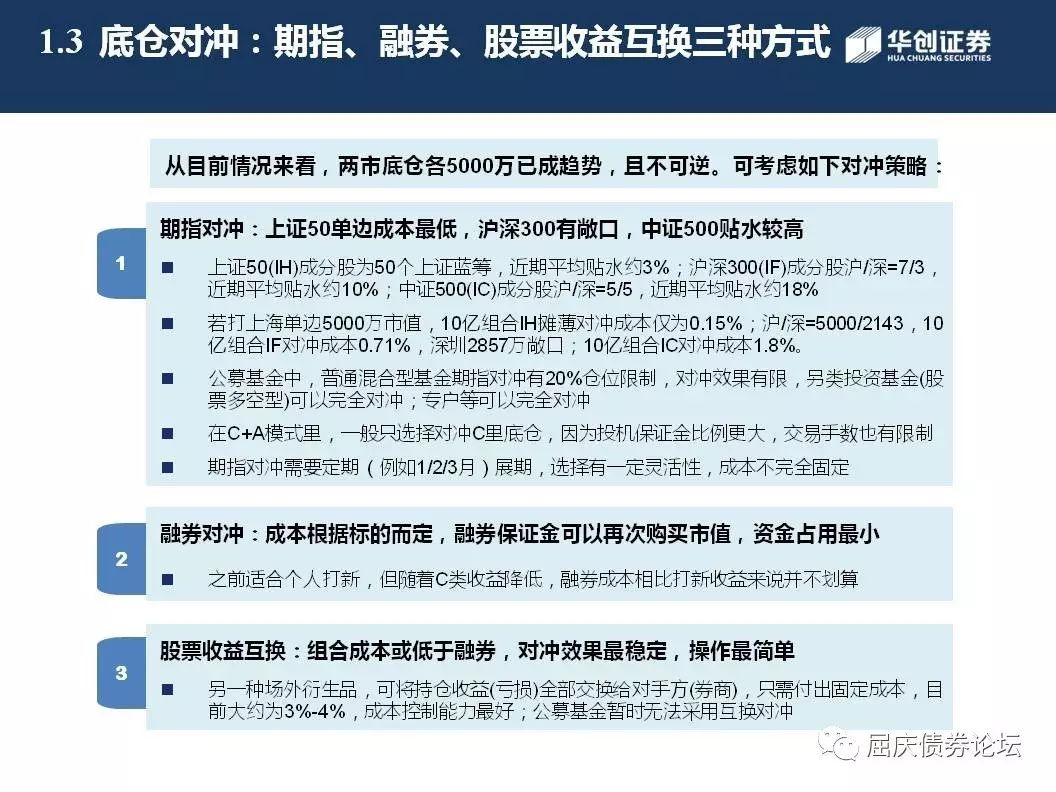 1.3 底仓对冲：期指、融券、股票收益互换三种方式
华创证券
HUA CHUANG SECURITIES
从目前情况来看，两市底仓各5000万已成趋势，且不可逆。可考虑如下对冲策略：
1
期指对冲：上证50单边成本最低，沪深300有敞口，中证500贴水较高
■ 上证50(IH)成分股为50个上证蓝筹，近期平均贴水约3%；沪深300(IF)成分股沪/深=7/3，
近期平均贴水约10%；中证500(IC)成分股沪/深=5/5，近期平均贴水约18%
■ 若打上海单边5000万市值，10亿组合IH摊薄对冲成本仅为0.15%；沪/深=5000/2143，10
亿组合IF对冲成本0.71%，深圳2857万敞口；10亿组合IC对冲成本1.8%。
■ 公募基金中，普通混合型基金期指对冲有20%仓位限制，对冲效果有限，另类投资基金(股
票多空型)可以完全对冲；专户等可以完全对冲
■ 在C+A模式里，一般只选择对冲C里底仓，因为投机保证金比例更大，交易手数也有限制
■ 期指对冲需要定期（例如1/2/3月）展期，选择有一定灵活性，成本不完全固定
2
融券对冲：成本根据标的而定，融券保证金可以再次购买市值，资金占用最小
■ 之前适合个人打新，但随着C类收益降低，融券成本相比打新收益来说并不划算
3
股票收益互换：组合成本或低于融券，对冲效果最稳定，操作最简单
■ 另一种场外衍生品，可将持仓收益(亏损)全部交换给对手方(券商)，只需付出固定成本，目
前大约为3%-4%，成本控制能力最好；公募基金暂时无法采用互换对冲
屈庆债券论坛